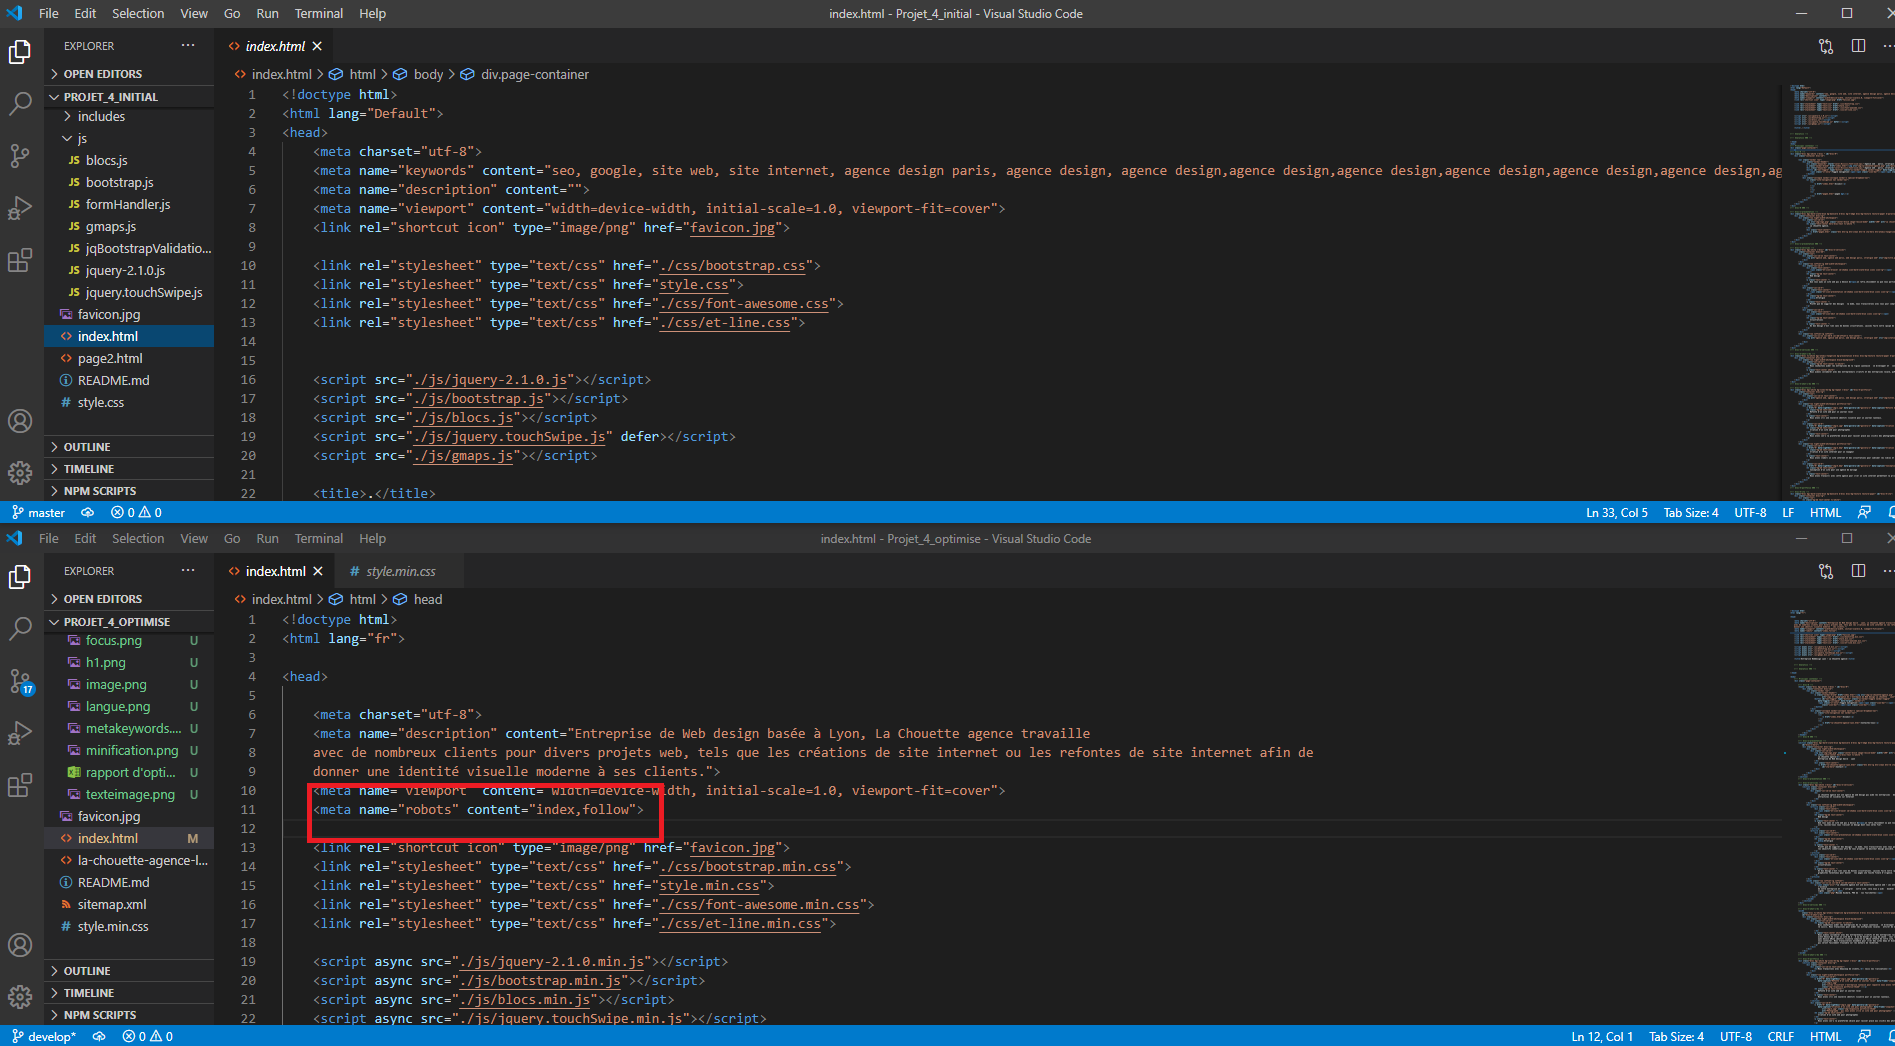 File Edit Selection View Go Run Terminal Help
index.html - Projet_4_initial - Visual Studio Code
EXPLORER
OPEN EDITORS
PROJET_4_INITIAL
includes
js
JS blocs.js
JS bootstrap.js
JS formHandler.js
JS gmaps.js
JS jqBootstrapValidatio...
JS jquery-2.1.0.js
JS jquery.touchSwipe.js
favicon.jpg
index.html
page2.html
README.md
# style.css
OUTLINE
TIMELINE
NPM SCRIPTS
index.html
index.html > html > body > div.page-container
1 <!doctype html>
2 <html lang="Default">
3 <head>
4 <meta charset="utf-8">
5 <meta name="keywords" content="seo, google, site web, site internet, agence design paris, agence design, agence design,agence design,agence design,agence design,agence design,agence design,ag
6 <meta name="description" content="">
7 <meta name="viewport" content="width=device-width, initial-scale=1.0, viewport-fit=cover">
8 <link rel="shortcut icon" type="image/png" href="favicon.jpg">
9
10 <link rel="stylesheet" type="text/css" href="./css/bootstrap.css">
11 <link rel="stylesheet" type="text/css" href="style.css">
12 <link rel="stylesheet" type="text/css" href="./css/font-awesome.css">
13 <link rel="stylesheet" type="text/css" href="./css/et-line.css">
14
15
16 <script src="./js/jquery-2.1.0.js"></script>
17 <script src="./js/bootstrap.js"></script>
18 <script src="./js/blocs.js"></script>
19 <script src="./js/jquery.touchSwipe.js" defer></script>
20 <script src="./js/gmaps.js"></script>
21
22 <title>.</title>
master 0 0 Ln 33, Col 5 Tab Size: 4 UTF-8 LF HTML
File Edit Selection View Go Run Terminal Help
index.html - Projet_4_optimise - Visual Studio Code
EXPLORER
OPEN EDITORS
PROJET_4_OPTIMISE
focus.png U
h1.png U
image.png U
langue.png U
metakeywords.... U
minification.png U
rapport d'opti... U
texteimage.png U
favicon.jpg
index.html M
la-chouette-agence-l...
README.md
sitemap.xml
# style.min.css
OUTLINE
TIMELINE
NPM SCRIPTS
17
index.html # style.min.css
index.html > html > head
1 <!doctype html>
2 <html lang="fr">
3
4 <head>
5
6 <meta charset="utf-8">
7 <meta name="description" content="Entreprise de Web design basée à Lyon, La Chouette agence travaille
8 avec de nombreux clients pour divers projets web, tels que les créations de site internet ou les refontes de site internet afin de
9 donner une identité visuelle moderne à ses clients.">
10 <meta name="viewport" content="width=device-width, initial-scale=1.0, viewport-fit=cover">
11 <meta name="robots" content="index,follow">
12
13 <link rel="shortcut icon" type="image/png" href="favicon.jpg">
14 <link rel="stylesheet" type="text/css" href="./css/bootstrap.min.css">
15 <link rel="stylesheet" type="text/css" href="style.min.css">
16 <link rel="stylesheet" type="text/css" href="./css/font-awesome.min.css">
17 <link rel="stylesheet" type="text/css" href="./css/et-line.min.css">
18
19 <script async src="./js/jquery-2.1.0.min.js"></script>
20 <script async src="./js/bootstrap.min.js"></script>
21 <script async src="./js/blocs.min.js"></script>
22 <script async src="./js/jquery.touchSwipe.min.js"></script>
develop* 0 0 Ln 12, Col 1 Tab Size: 4 UTF-8 CRLF HTML